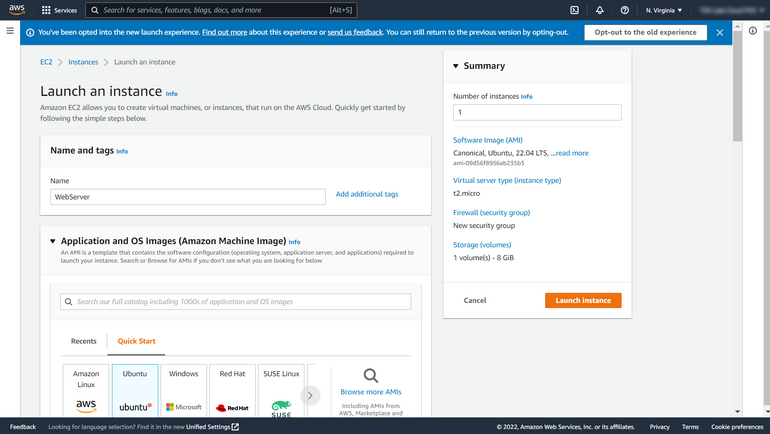 aws
Services
Search for services, features, blogs, docs, and more
[Alt+S]
N. Virginia
You've been opted into the new launch experience. Find out more about this experience or send us feedback. You can still return to the previous version by opting-out.
Opt-out to the old experience
EC2
Instances
Launch an instance
Launch an instance Info
Amazon EC2 allows you to create virtual machines, or instances, that run on the AWS Cloud. Quickly get started by
following the simple steps below.
Name and tags Info
Name
WebServer
Add additional tags
Application and OS Images (Amazon Machine Image) Info
An AMI is a template that contains the software configuration (operating system, application server, and applications) required to
launch your instance. Search or Browse for AMIs if you don't see what you are looking for below
Search our full catalog including 1000s of application and OS images
Recents
Quick Start
Amazon
Linux
aws
Ubuntu
ubuntu
Windows
Microsoft
Red Hat
Red Hat
SUSE Linux
SUSE
Browse more AMIs
Including AMIs from
AWS, Marketplace and
Summary
Number of instances Info
1
Software Image (AMI)
Canonical, Ubuntu, 22.04 LTS, ...read more
ami-09d56f8956ab235b3
Virtual server type (instance type)
t2.micro
Firewall (security group)
New security group
Storage (volumes)
1 volume(s) - 8 GiB
Cancel
Launch instance
Feedback
Looking for language selection? Find it in the new Unified Settings
© 2022, Amazon Web Services, Inc. or its affiliates.
Privacy
Terms
Cookie preferences